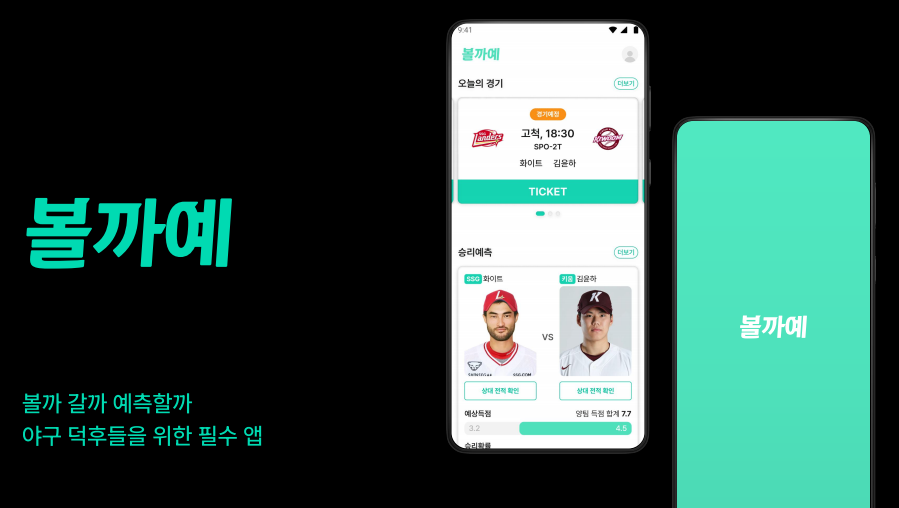 볼까예
볼까 갈까 예측할까
야구 덕후들을 위한 필수 앱
9:41
볼까예
오늘의 경기
더보기
경기예정
Landers
고척, 18:30
SPO-2T
화이트 김윤하
TICKET
승리예측
더보기
SSG 화이트
키움 김윤하
K
VS
SSG.COM
상대 전적 확인
상대 전적 확인
예상득점
양팀 득점 합계 7.7
3.2
4.5
승리확률
볼까예